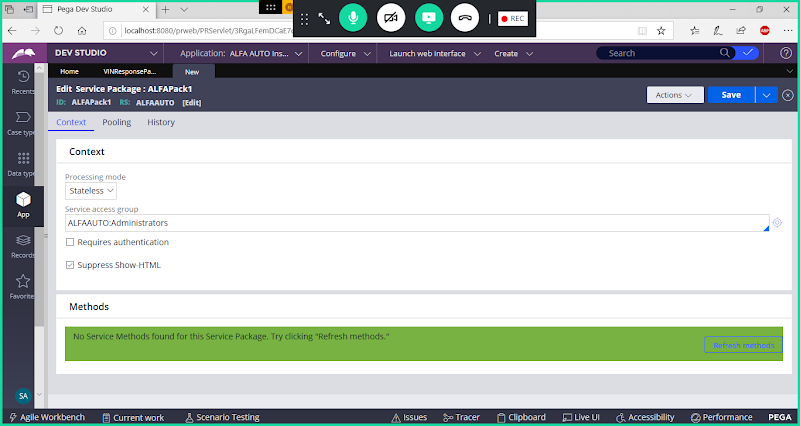 Pega Dev Studio
REC
localhost:8080/prweb/PRServlet/3RgaLFemDCaE7
ABP
DEV STUDIO
Application: ALFA AUTO Ins...
Configure
Launch web interface
Create
Search
Home
VINResponsePa...
New
Recents
Edit Service Package : ALFAPack1
ID: ALFAPack1 RS: ALFAAUTO [Edit]
Actions
Save
Context
Pooling
History
Case type
Data type
App
Records
Favorite
Context
Processing mode
Stateless
Service access group
ALFAAUTO:Administrators
Requires authentication
Suppress Show-HTML
Methods
No Service Methods found for this Service Package. Try clicking "Refresh methods."
Refresh methods
SA
Agile Workbench
Current work
Scenario Testing
Issues
Tracer
Clipboard
Live UI
Accessibility
Performance
PEGA